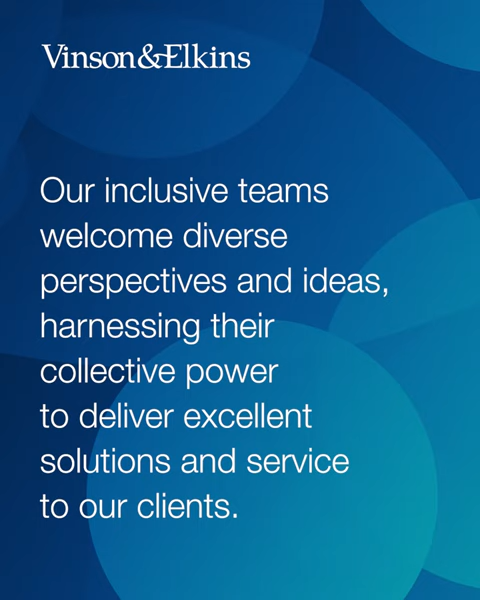 Vinson&Elkins
Our inclusive teams
welcome diverse
perspectives and ideas,
harnessing their
collective power
to deliver excellent
solutions and service
to our clients.